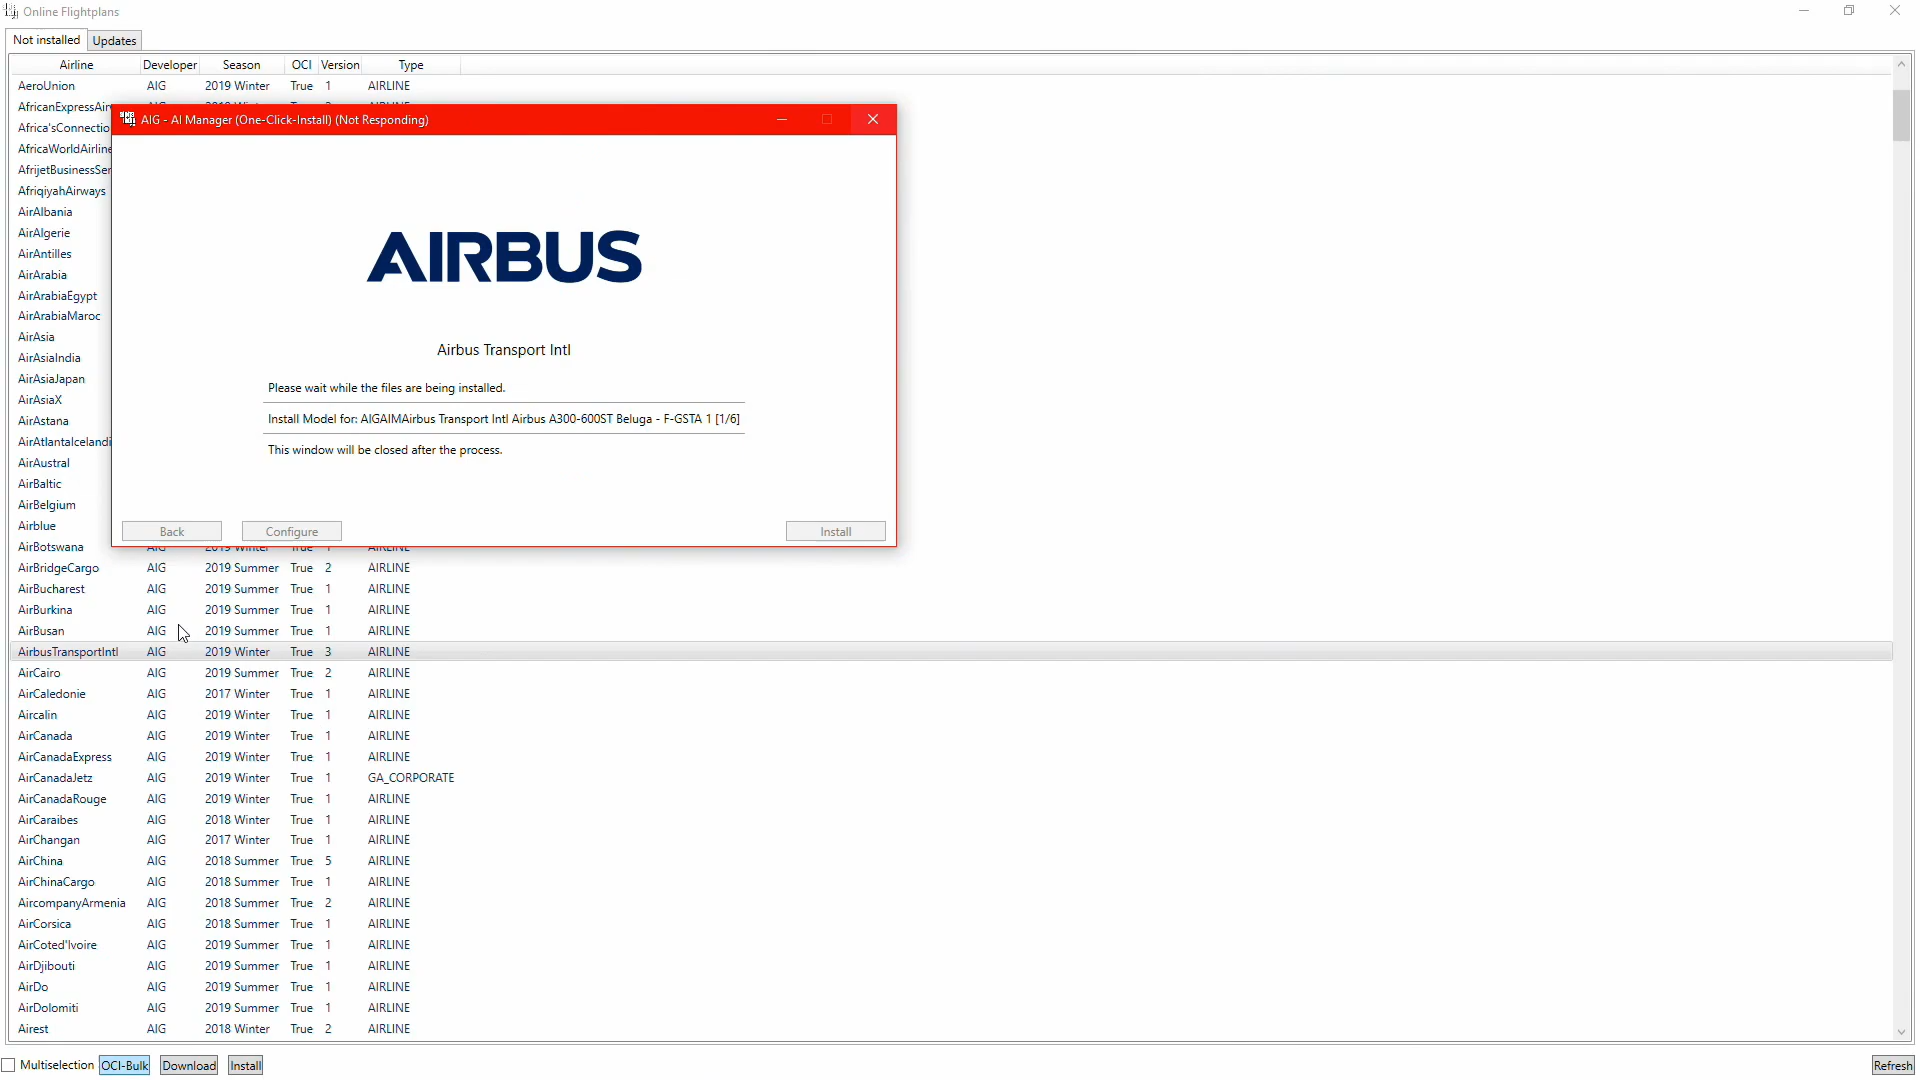 Online Flightplans
Not installed Updates
Airline Developer Season OCI Version Type
AeroUnion AIG 2019 Winter True 1 AIRLINE
AfricanExpressAirw
Africa'sConnectio
AfricaWorldAirline
AfrijetBusinessSer
AfriqiyahAirways
AirAlbania
AirAlgerie
AirAntilles
AirArabia
AirArabiaEgypt
AirArabiaMaroc
AirAsia
AirAsiaIndia
AirAsiaJapan
AirAsiaX
AirAstana
AirAtlantaIcelandi
AirAustral
AirBaltic
AirBelgium
Airblue
AirBotswana AIG 2019 Winter True 1 AIRLINE
AIG - AI Manager (One-Click-Install) (Not Responding)
AIRBUS
Airbus Transport Intl
Please wait while the files are being installed.
Install Model for: AIGAIMAirbus Transport Intl Airbus A300-600ST Beluga - F-GSTA 1 [1/6]
This window will be closed after the process.
Back Configure Install
AirBridgeCargo AIG 2019 Summer True 2 AIRLINE
AirBucharest AIG 2019 Summer True 1 AIRLINE
AirBurkina AIG 2019 Summer True 1 AIRLINE
AirBusan AIG 2019 Summer True 1 AIRLINE
AirbusTransportIntl AIG 2019 Winter True 3 AIRLINE
AirCairo AIG 2019 Summer True 2 AIRLINE
AirCaledonie AIG 2017 Winter True 1 AIRLINE
Aircalin AIG 2019 Winter True 1 AIRLINE
AirCanada AIG 2019 Winter True 1 AIRLINE
AirCanadaExpress AIG 2019 Winter True 1 AIRLINE
AirCanadaJetz AIG 2019 Winter True 1 GA_CORPORATE
AirCanadaRouge AIG 2019 Winter True 1 AIRLINE
AirCaraibes AIG 2018 Winter True 1 AIRLINE
AirChangan AIG 2017 Winter True 1 AIRLINE
AirChina AIG 2018 Summer True 5 AIRLINE
AirChinaCargo AIG 2018 Summer True 1 AIRLINE
AircompanyArmenia AIG 2018 Summer True 2 AIRLINE
AirCorsica AIG 2018 Summer True 1 AIRLINE
AirCoted'Ivoire AIG 2019 Summer True 1 AIRLINE
AirDjibouti AIG 2019 Summer True 1 AIRLINE
AirDo AIG 2019 Summer True 1 AIRLINE
AirDolomiti AIG 2019 Summer True 1 AIRLINE
Airest AIG 2018 Winter True 2 AIRLINE
Multiselection OCI-Bulk Download Install Refresh